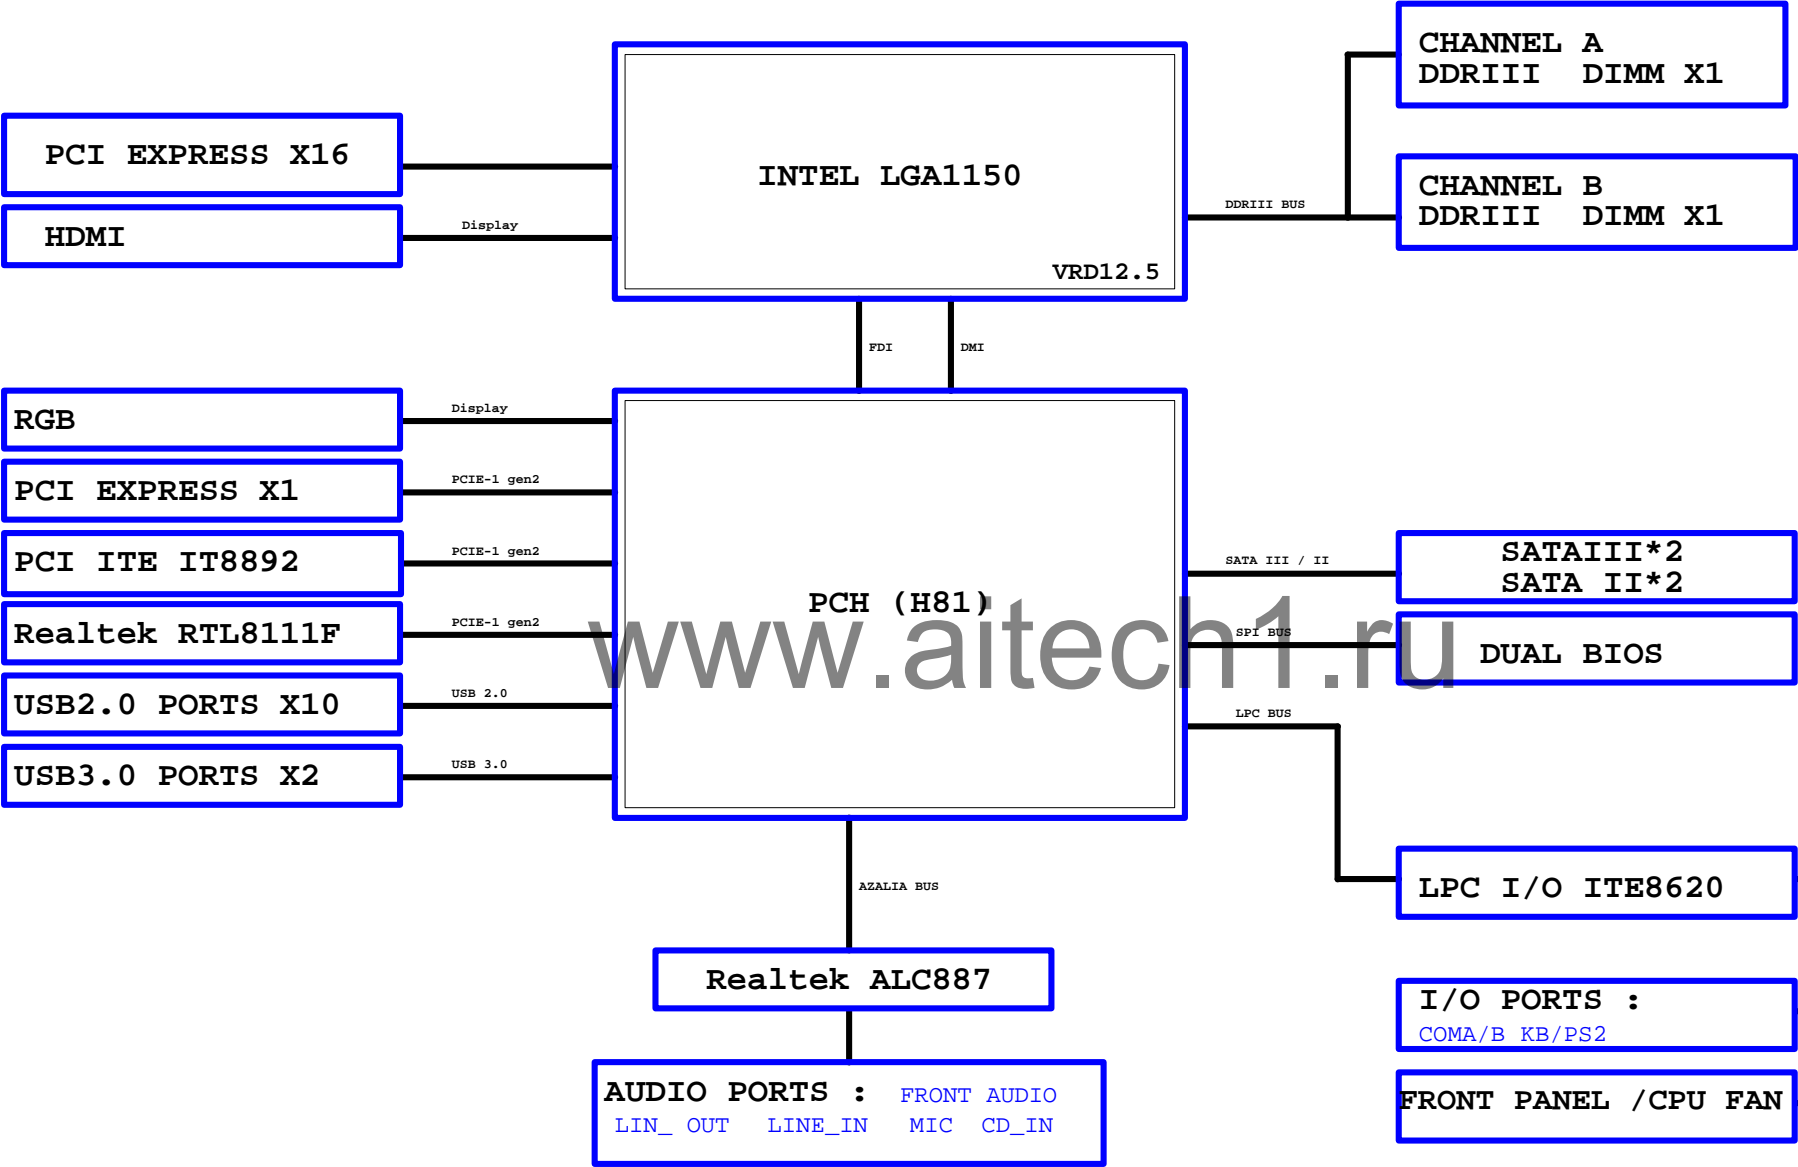 CHANNEL A
DDRIII DIMM X1
PCI EXPRESS X16
INTEL LGA1150
CHANNEL B
DDRIII DIMM X1
DDRIII BUS
HDMI
Display
VRD12.5
FDI
DMI
RGB
Display
PCI EXPRESS X1
PCIE-1 gen2
PCI ITE IT8892
PCIE-1 gen2
SATA III / II
SATAIII*2
SATA II*2
PCH (H81)
Realtek RTL8111F
PCIE-1 gen2
www.aitech1.ru
SPI BUS
DUAL BIOS
USB2.0 PORTS X10
USB 2.0
LPC BUS
USB3.0 PORTS X2
USB 3.0
AZALIA BUS
LPC I/O ITE8620
Realtek ALC887
I/O PORTS :
COMA/B KB/PS2
AUDIO PORTS : FRONT AUDIO
LIN_ OUT LINE_IN MIC CD_IN
FRONT PANEL /CPU FAN